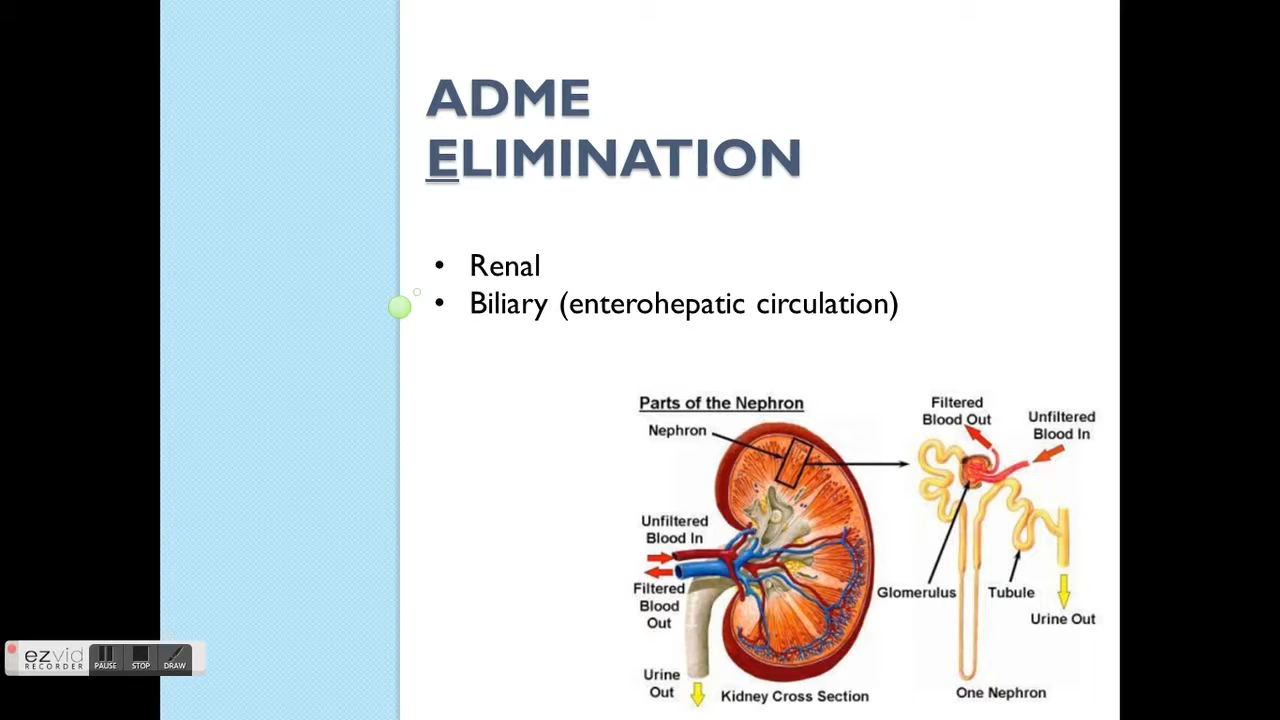 ADME
ELIMINATION
• Renal
• Biliary (enterohepatic circulation)
Parts of the Nephron
Nephron
Unfiltered
Blood In
Filtered
Blood
Out
Urine
Out
Kidney Cross Section
Filtered
Blood Out
Unfiltered
Blood In
Glomerulus
Tubule
Urine Out
One Nephron
ezvid
RECORDER
PAUSE
STOP
DRAW